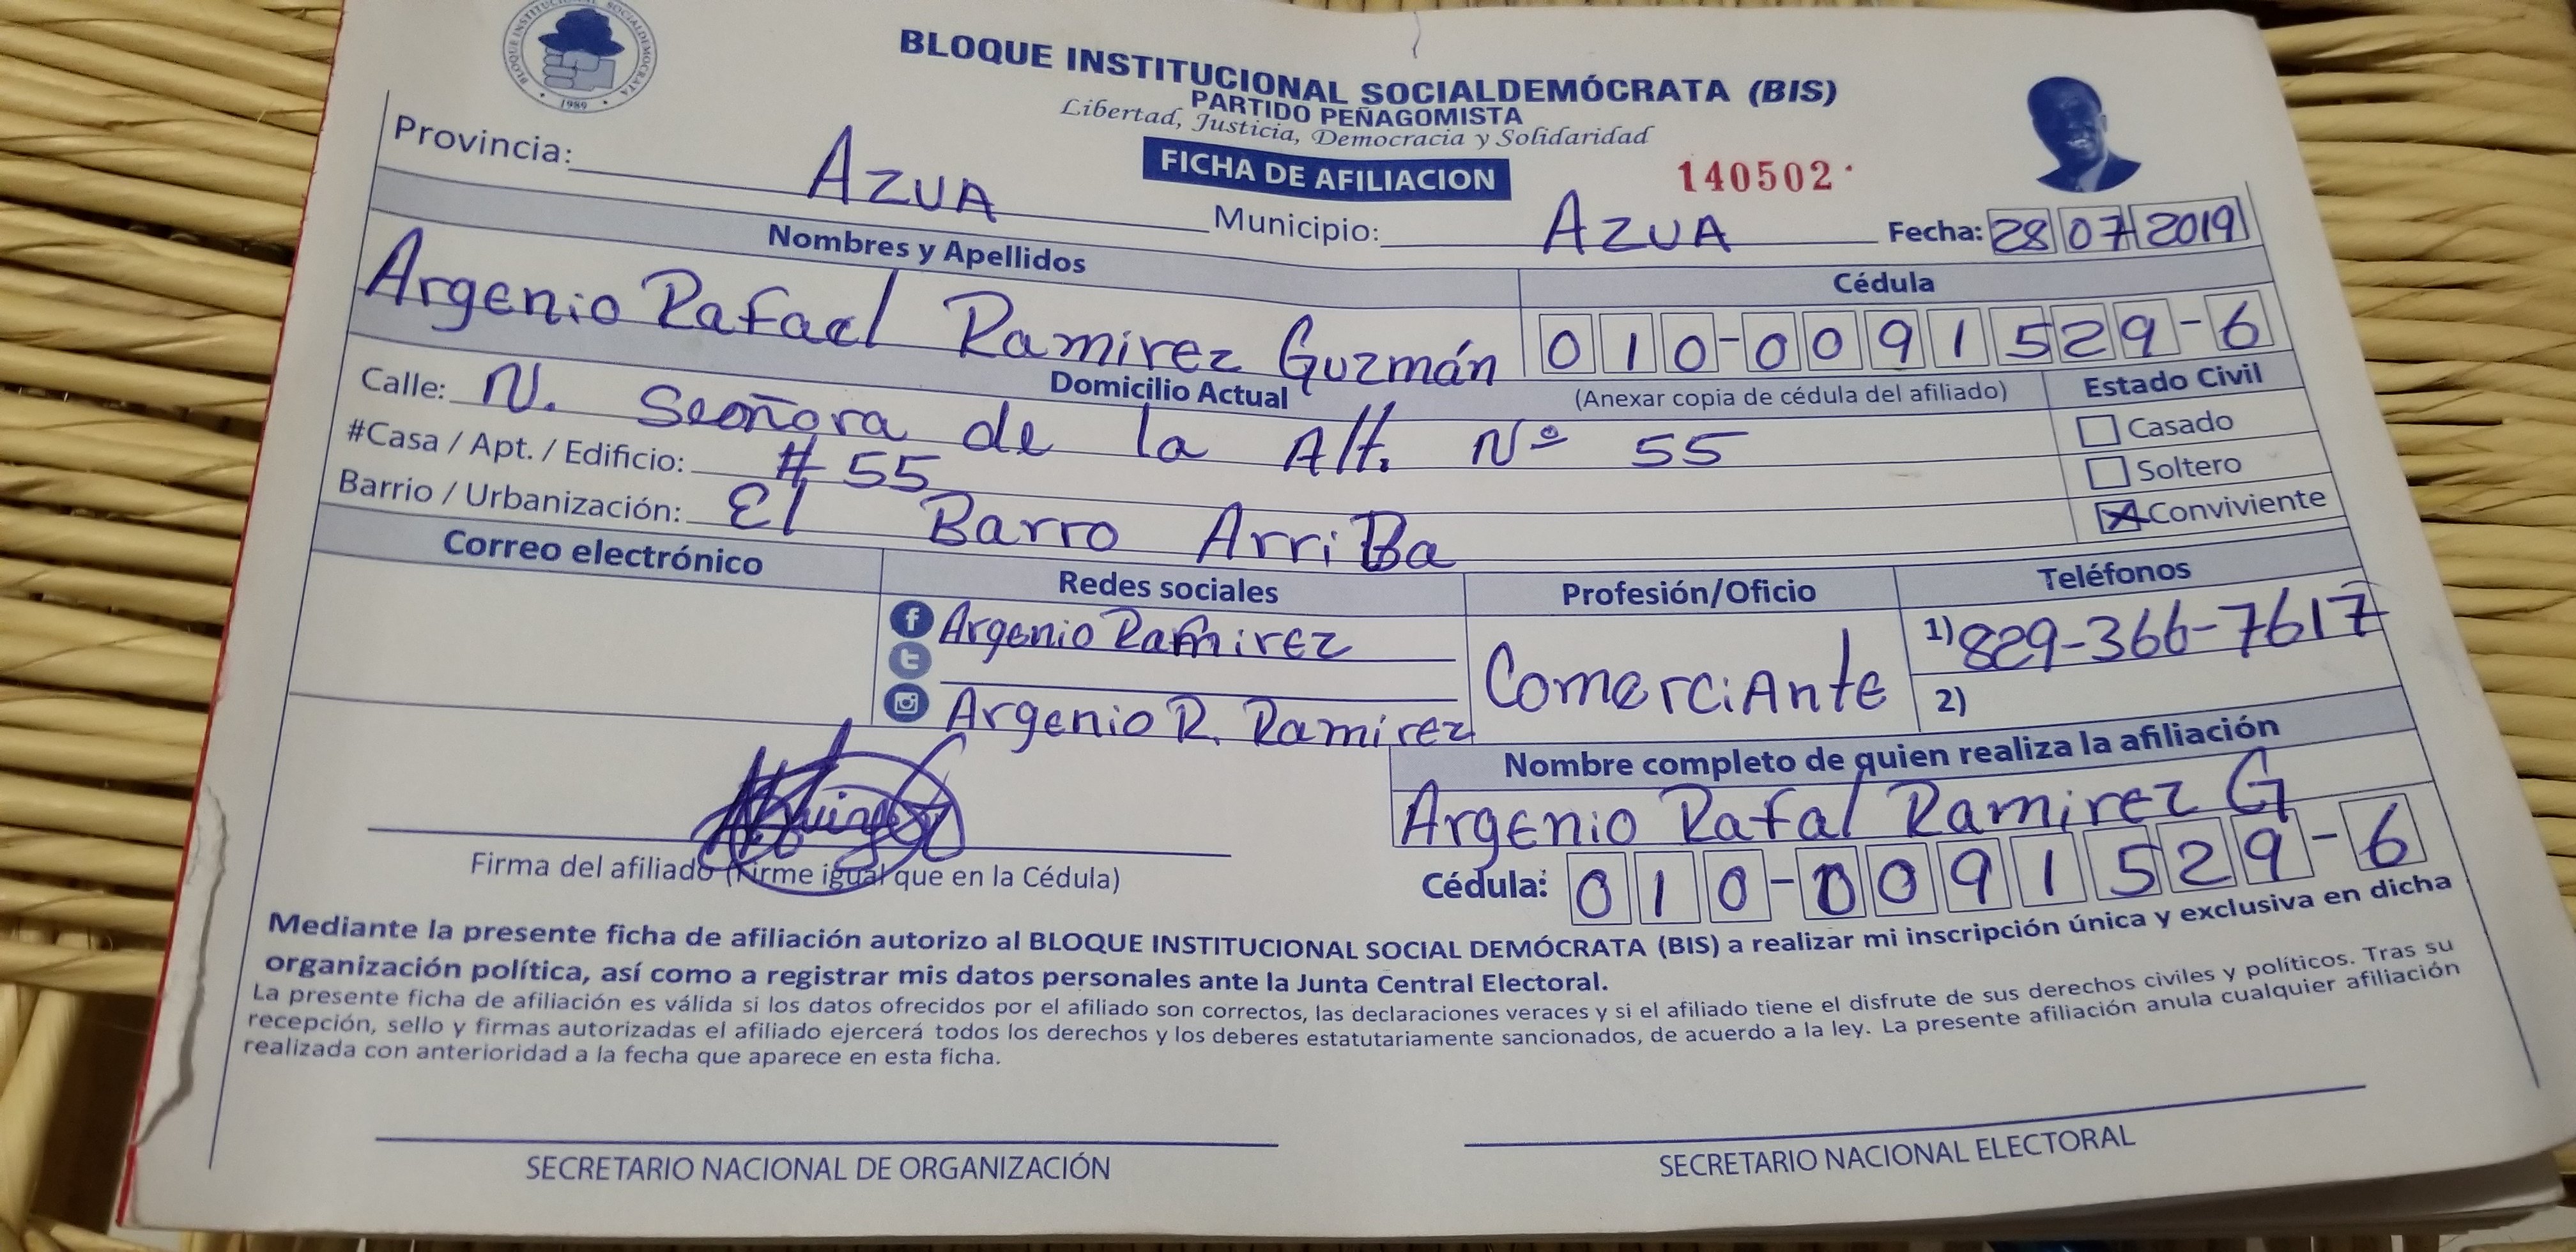 BLOQUE INSTITUCIONAL SOCIALDEMOCRATA
1989
BLOQUE INSTITUCIONAL SOCIALDEMÓCRATA (BIS)
PARTIDO PEÑAGOMISTA
Libertad, Justicia, Democracia y Solidaridad
FICHA DE AFILIACION
140502
Provincia: AZUA Municipio: AZUA Fecha: 28 07 2019
Nombres y Apellidos Cédula
Argenio Rafael Ramirez Guzmán 010-0091529-6
Domicilio Actual (Anexar copia de cédula del afiliado) Estado Civil
Calle: N. Seoñora de la Alt. Nº 55
Casado
#Casa / Apt. / Edificio: # 55
Soltero
Barrio / Urbanización: El Barro ArriBa
Conviviente
Correo electrónico Redes sociales Profesión/Oficio Teléfonos
Argenio Ramirez
Argenio R. Ramirez
ComerciAnte
1) 829-366-7617
2)
Nombre completo de quien realiza la afiliación
Argenio Rafal Ramirez G
Firma del afiliado (Firme igual que en la Cédula)
Cédula: 010-0091529-6
Mediante la presente ficha de afiliación autorizo al BLOQUE INSTITUCIONAL SOCIAL DEMÓCRATA (BIS) a realizar mi inscripción única y exclusiva en dicha
organización política, así como a registrar mis datos personales ante la Junta Central Electoral.
La presente ficha de afiliación es válida si los datos ofrecidos por el afiliado son correctos, las declaraciones veraces y si el afiliado tiene el disfrute de sus derechos civiles y políticos. Tras su
recepción, sello y firmas autorizadas el afiliado ejercerá todos los derechos y los deberes estatutariamente sancionados, de acuerdo a la ley. La presente afiliación anula cualquier afiliación
realizada con anterioridad a la fecha que aparece en esta ficha.
SECRETARIO NACIONAL DE ORGANIZACIÓN
SECRETARIO NACIONAL ELECTORAL